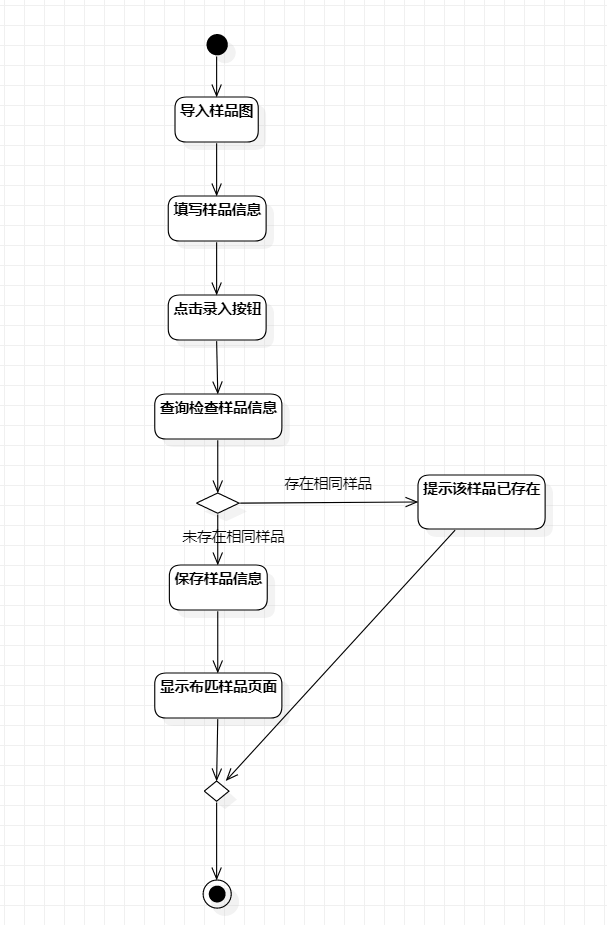 导入样品图
填写样品信息
点击录入按钮
查询检查样品信息
存在相同样品
提示该样品已存在
未存在相同样品
保存样品信息
显示布匹样品页面